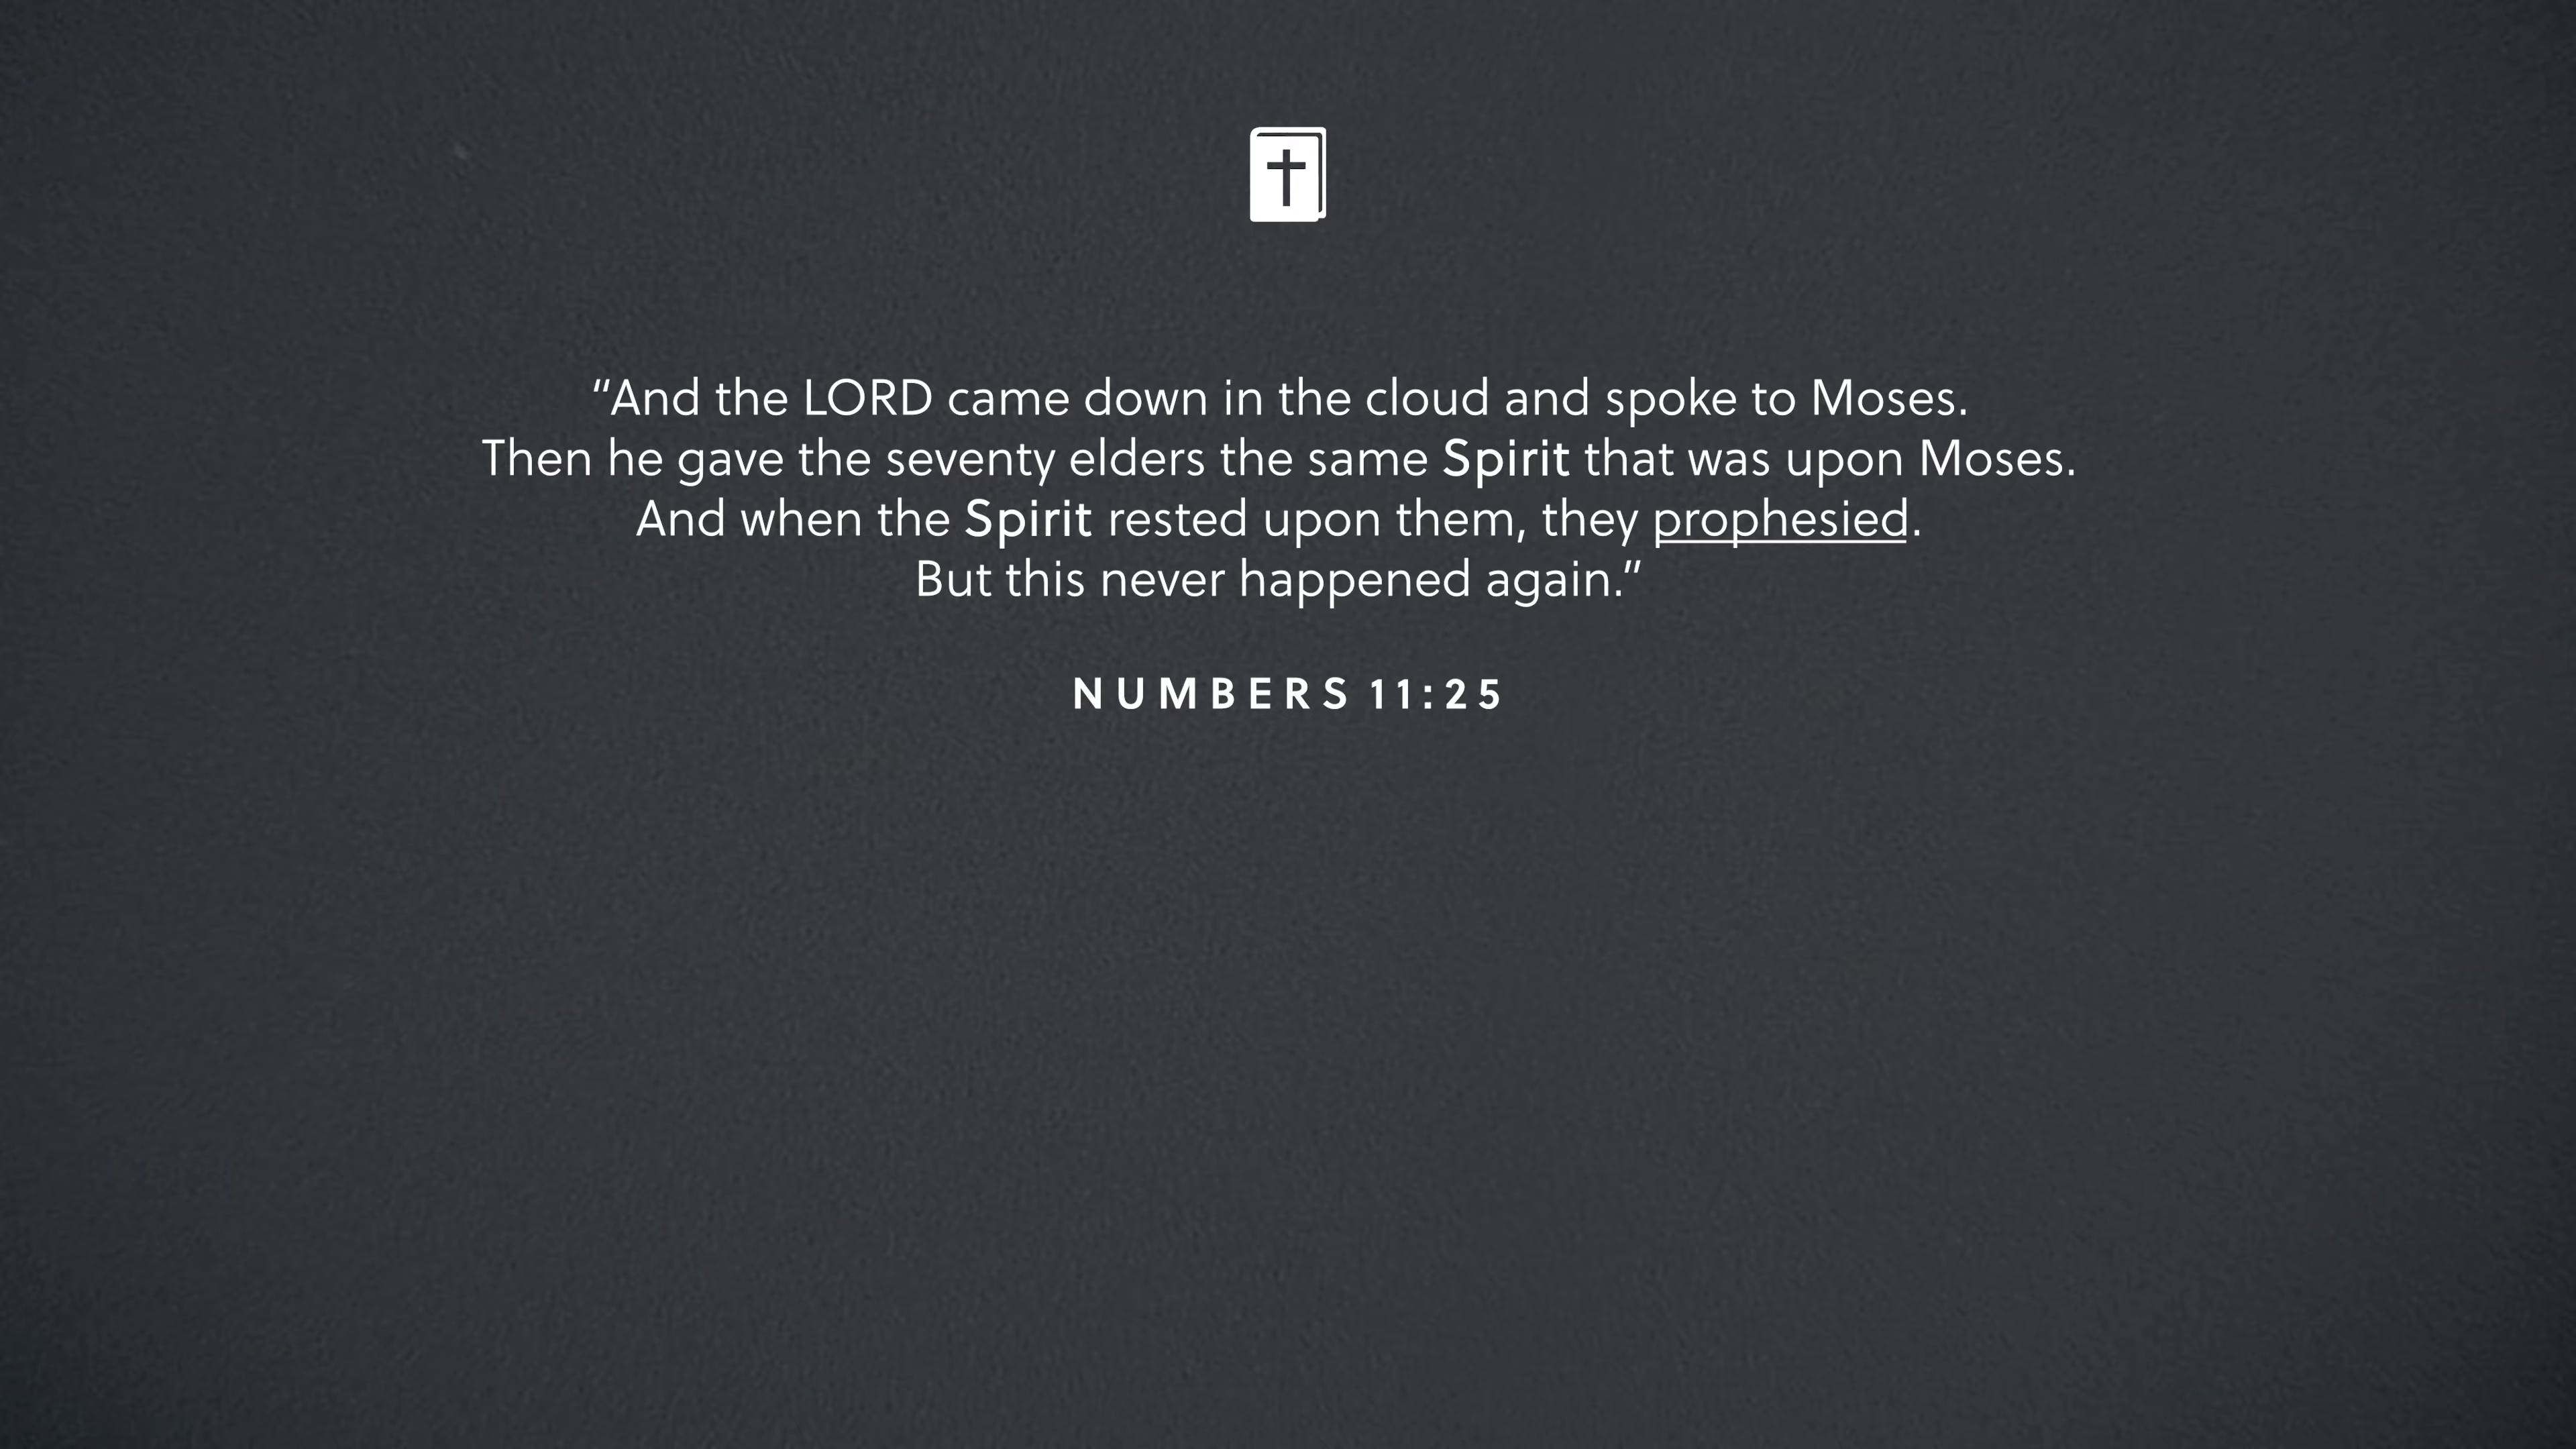 “And the LORD came down in the cloud and spoke to Moses.
Then he gave the seventy elders the same Spirit that was upon Moses.
And when the Spirit rested upon them, they prophesied.
But this never happened again.”
NUMBERS 11:25